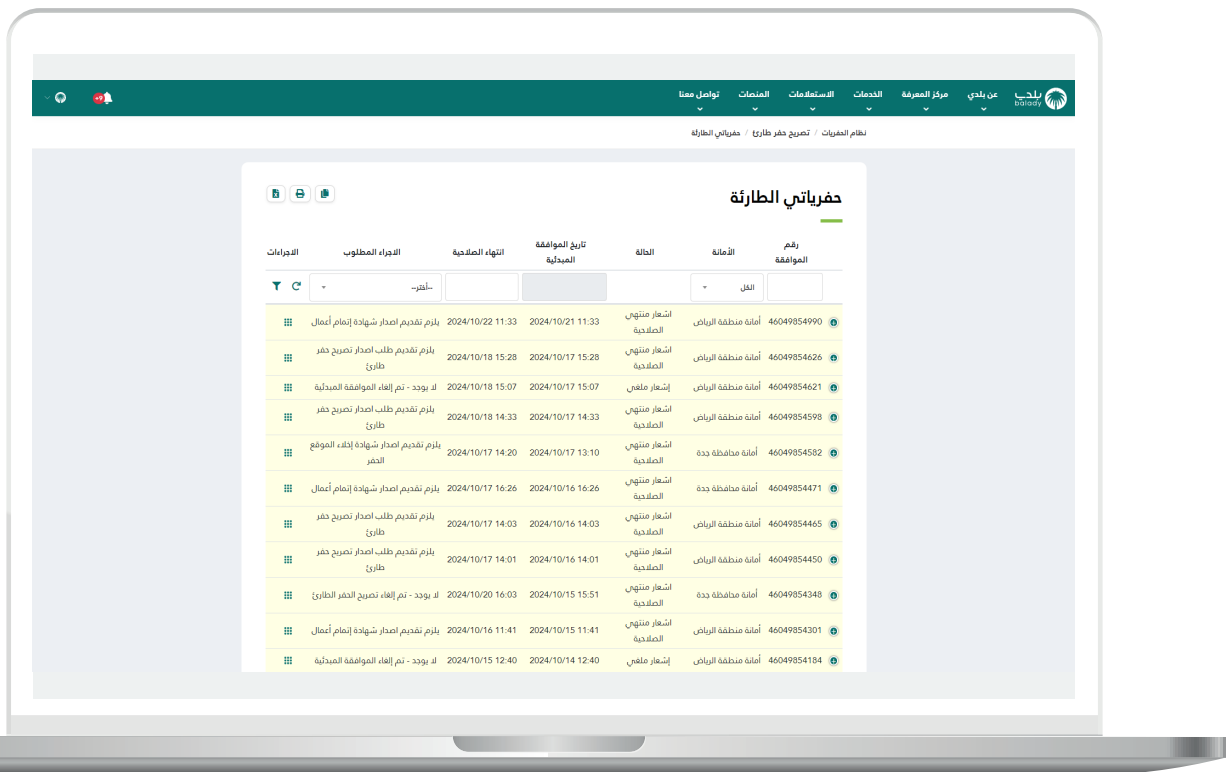 بلدي
balady
عن بلدي
مركز المعرفة
الخدمات
الاستعلامات
المنصات
تواصل معنا
+9
نظام الحفريات / تصريح حفر طارئ / حفرياتي الطارئة
حفرياتي الطارئة
رقم الموافقة
الأمانة
الحالة
تاريخ الموافقة المبدئية
انتهاء الصلاحية
الاجراء المطلوب
الاجراءات
الكل
--أختر--
46049854990 أمانة منطقة الرياض اشعار منتهي الصلاحية 2024/10/21 11:33 2024/10/22 11:33 يلزم تقديم اصدار شهادة إتمام أعمال
46049854626 أمانة منطقة الرياض اشعار منتهي الصلاحية 2024/10/17 15:28 2024/10/18 15:28 يلزم تقديم طلب اصدار تصريح حفر طارئ
46049854621 أمانة منطقة الرياض إشعار ملغي 2024/10/17 15:07 2024/10/18 15:07 لا يوجد - تم إلغاء الموافقة المبدئية
46049854598 أمانة منطقة الرياض اشعار منتهي الصلاحية 2024/10/17 14:33 2024/10/18 14:33 يلزم تقديم طلب اصدار تصريح حفر طارئ
46049854582 أمانة محافظة جدة اشعار منتهي الصلاحية 2024/10/17 13:10 2024/10/17 14:20 يلزم تقديم اصدار شهادة إخلاء الموقع الحفر
46049854471 أمانة محافظة جدة اشعار منتهي الصلاحية 2024/10/16 16:26 2024/10/17 16:26 يلزم تقديم اصدار شهادة إتمام أعمال
46049854465 أمانة منطقة الرياض اشعار منتهي الصلاحية 2024/10/16 14:03 2024/10/17 14:03 يلزم تقديم طلب اصدار تصريح حفر طارئ
46049854450 أمانة منطقة الرياض اشعار منتهي الصلاحية 2024/10/16 14:01 2024/10/17 14:01 يلزم تقديم طلب اصدار تصريح حفر طارئ
46049854348 أمانة محافظة جدة اشعار منتهي الصلاحية 2024/10/15 15:51 2024/10/20 16:03 لا يوجد - تم إلغاء تصريح الحفر الطارئ
46049854301 أمانة منطقة الرياض اشعار منتهي الصلاحية 2024/10/15 11:41 2024/10/16 11:41 يلزم تقديم اصدار شهادة إتمام أعمال
46049854184 أمانة منطقة الرياض إشعار ملغي 2024/10/14 12:40 2024/10/15 12:40 لا يوجد - تم إلغاء الموافقة المبدئية